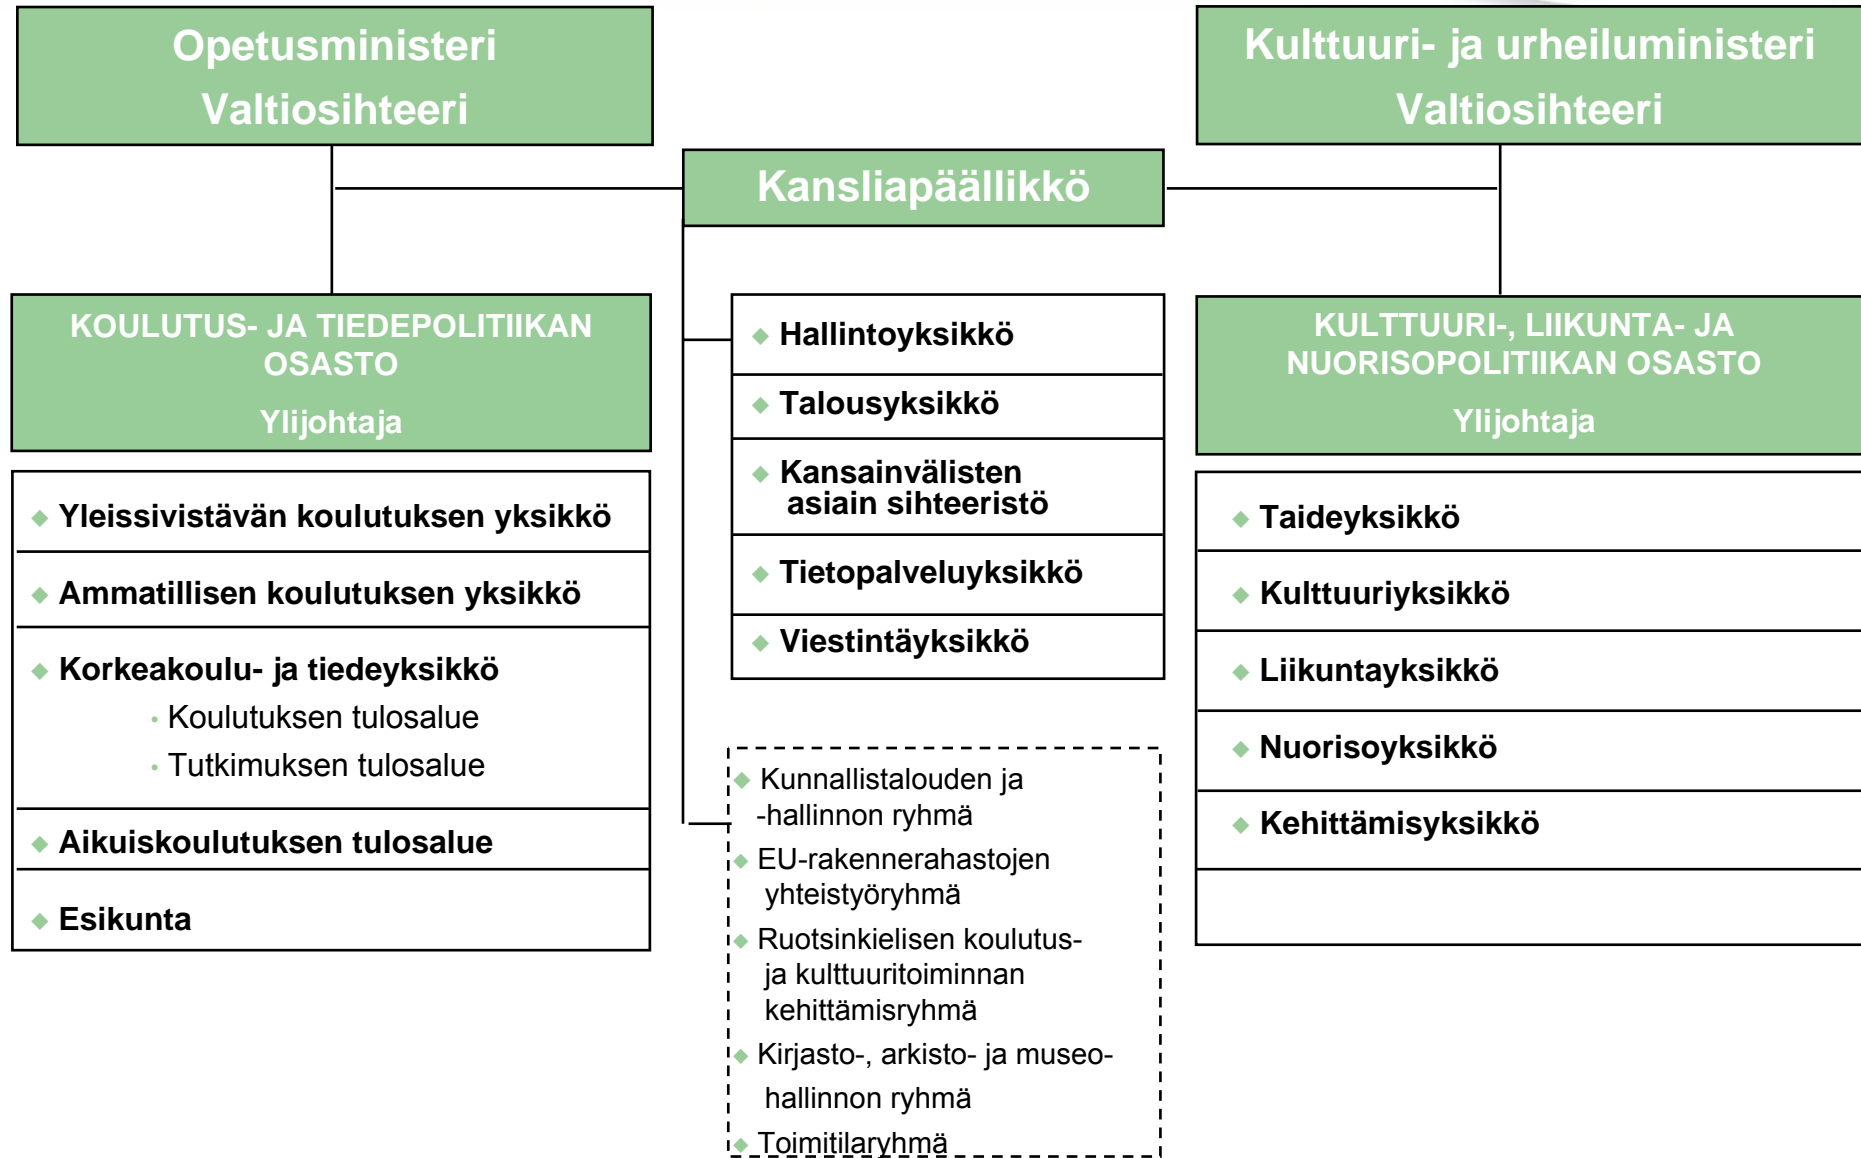 Opetusministeri
Valtiosihteeri
Kulttuuri- ja urheiluministeri
Valtiosihteeri
Kansliapäällikkö
KOULUTUS- JA TIEDEPOLITIIKAN
OSASTO
Ylijohtaja
Yleissivistävän koulutuksen yksikkö
Ammatillisen koulutuksen yksikkö
Korkeakoulu- ja tiedeyksikkö
Koulutuksen tulosalue
Tutkimuksen tulosalue
Aikuiskoulutuksen tulosalue
Esikunta
Hallintoyksikkö
Talousyksikkö
Kansainvälisten
asiain sihteeristö
Tietopalveluyksikkö
Viestintäyksikkö
Kunnallistalouden ja
-hallinnon ryhmä
EU-rakennerahastojen
yhteistyöryhmä
Ruotsinkielisen koulutus-
ja kulttuuritoiminnan
kehittämisryhmä
Kirjasto-, arkisto- ja museo-
hallinnon ryhmä
Toimitilaryhmä
KULTTUURI-, LIIKUNTA- JA
NUORISOPOLITIIKAN OSASTO
Ylijohtaja
Taideyksikkö
Kulttuuriyksikkö
Liikuntayksikkö
Nuorisoyksikkö
Kehittämisyksikkö